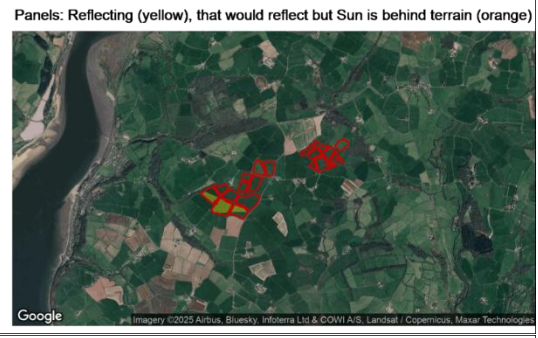 Panels: Reflecting (yellow), that would reflect but Sun is behind terrain (orange)
Google
Imagery ©2025 Airbus, Bluesky, Infoterra Ltd & COWI A/S, Landsat / Copernicus, Maxar Technologies